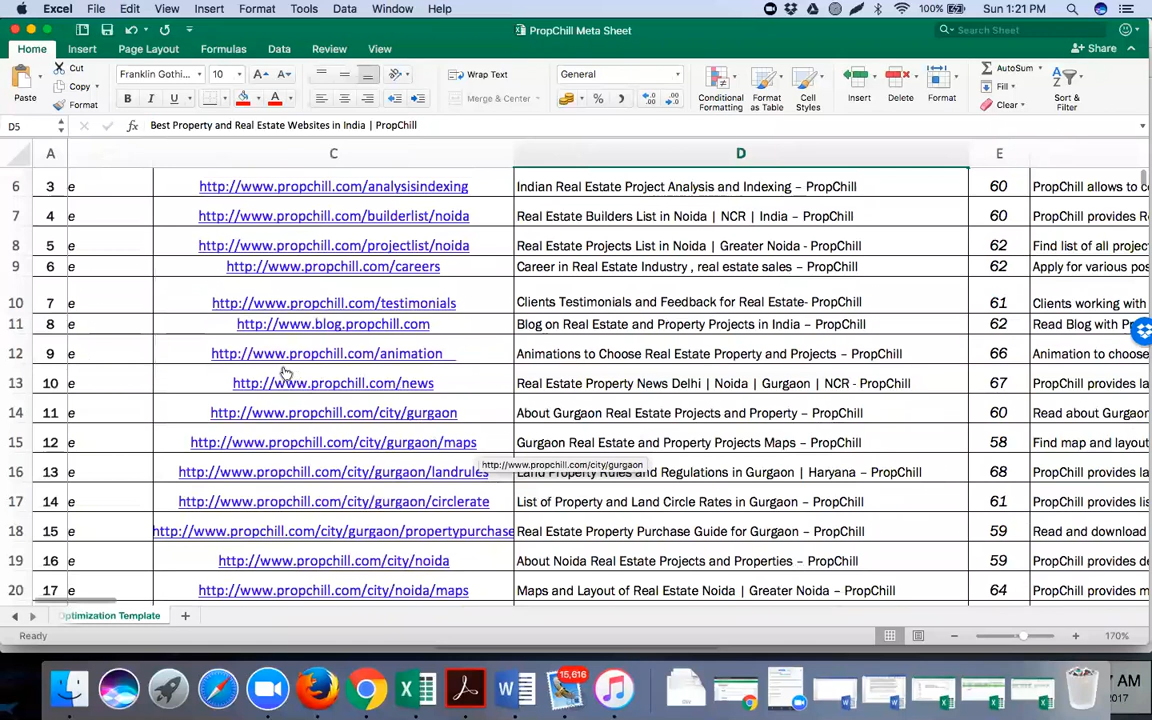 Excel File Edit View Insert Format Tools Data Window Help 100% Sun 1:21 PM
PropChill Meta Sheet Search Sheet
Home Insert Page Layout Formulas Data Review View Share
Paste Cut Copy Format Franklin Gothi... 10 A A Wrap Text General Conditional Formatting Format as Table Cell Styles Insert Delete Format AutoSum Fill Clear Sort & Filter
B I U A Merge & Center %
D5 fx Best Property and Real Estate Websites in India | PropChill
A C D E
6 3 e http://www.propchill.com/analysisindexing Indian Real Estate Project Analysis and Indexing – PropChill 60 PropChill allows to c
7 4 e http://www.propchill.com/builderlist/noida Real Estate Builders List in Noida | NCR | India – PropChill 60 PropChill provides R
8 5 e http://www.propchill.com/projectlist/noida Real Estate Projects List in Noida | Greater Noida - PropChill 62 Find list of all projec
9 6 e http://www.propchill.com/careers Career in Real Estate Industry , real estate sales – PropChill 62 Apply for various pos
10 7 e http://www.propchill.com/testimonials Clients Testimonials and Feedback for Real Estate- PropChill 61 Clients working with
11 8 e http://www.blog.propchill.com Blog on Real Estate and Property Projects in India – PropChill 62 Read Blog with
12 9 e http://www.propchill.com/animation Animations to Choose Real Estate Property and Projects – PropChill 66 Animation to choose
13 10 e http://www.propchill.com/news Real Estate Property News Delhi | Noida | Gurgaon | NCR - PropChill 67 PropChill provides la
14 11 e http://www.propchill.com/city/gurgaon About Gurgaon Real Estate Projects and Property – PropChill 60 Read about Gurgaon
15 12 e http://www.propchill.com/city/gurgaon/maps Gurgaon Real Estate and Property Projects Maps – PropChill 58 Find map and layout
http://www.propchill.com/city/gurgaon
16 13 e http://www.propchill.com/city/gurgaon/landrules Land Property Rules and Regulations in Gurgaon | Haryana – PropChill 68 PropChill provides la
17 14 e http://www.propchill.com/city/gurgaon/circlerate List of Property and Land Circle Rates in Gurgaon – PropChill 61 PropChill provides lis
18 15 e http://www.propchill.com/city/gurgaon/propertypurchase Real Estate Property Purchase Guide for Gurgaon – PropChill 59 Read and download
19 16 e http://www.propchill.com/city/noida About Noida Real Estate Projects and Properties – PropChill 59 PropChill provides de
20 17 e http://www.propchill.com/city/noida/maps Maps and Layout of Real Estate Noida | Greater Noida – PropChill 64 PropChill provides m
Optimization Template
Ready 170%
15,616
AM
2017